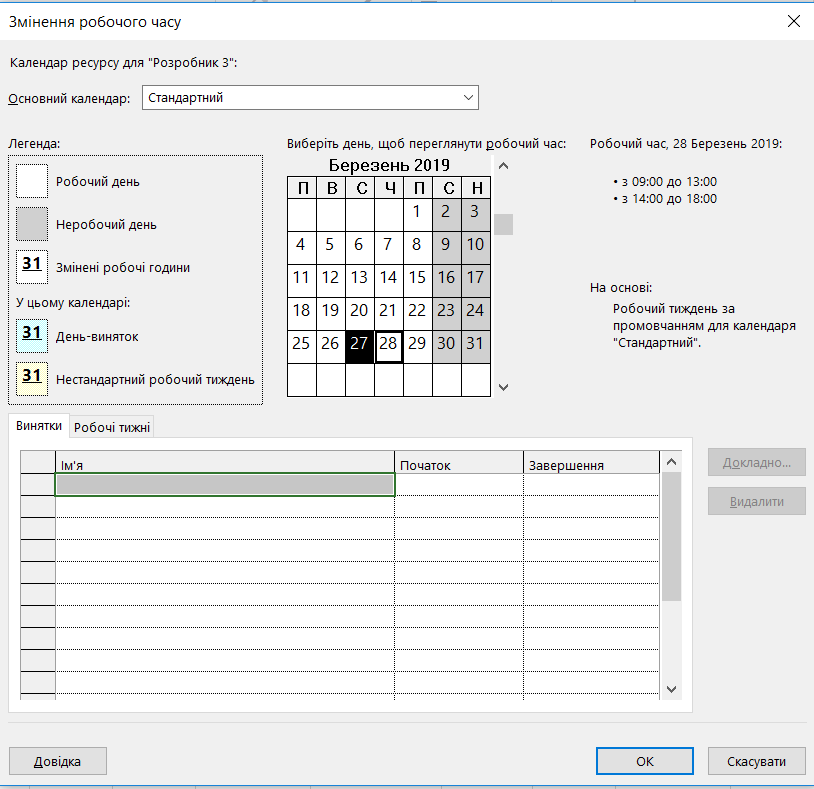 Змінення робочого часу
Календар ресурсу для "Розробник 3":
Основний календар: Стандартний
Легенда:
Робочий день
Неробочий день
31 Змінені робочі години
У цьому календарі:
31 День-виняток
31 Нестандартний робочий тиждень
Виберіть день, щоб переглянути робочий час:
Березень 2019
П В С Ч П С Н
1 2 3
4 5 6 7 8 9 10
11 12 13 14 15 16 17
18 19 20 21 22 23 24
25 26 27 28 29 30 31
Робочий час, 28 Березень 2019:
• з 09:00 до 13:00
• з 14:00 до 18:00
На основі:
Робочий тиждень за
промовчанням для календаря
"Стандартний".
Винятки Робочі тижні
Ім'я Початок Завершення
Докладно...
Видалити
Довідка ОК Скасувати